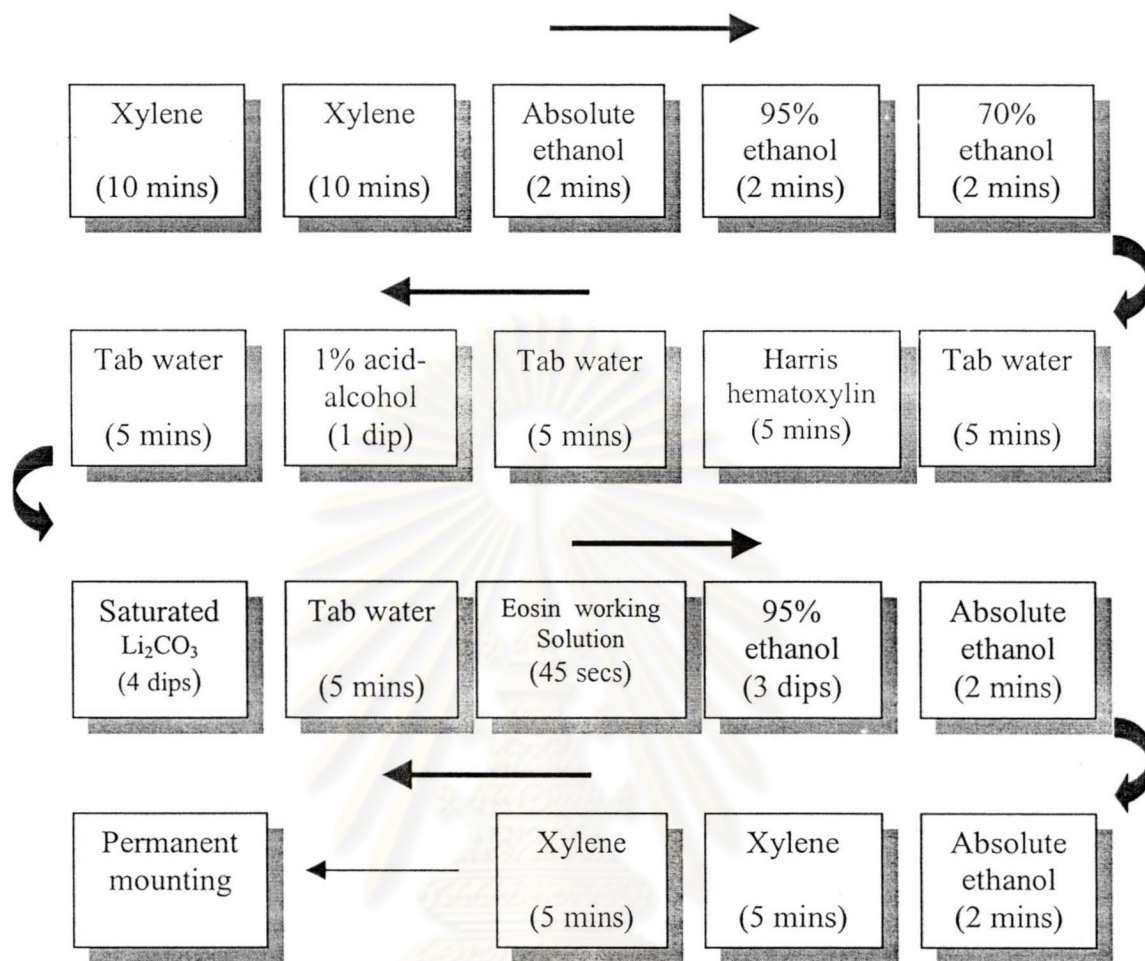 Xylene
(10 mins)
Xylene
(10 mins)
Absolute
ethanol
(2 mins)
95%
ethanol
(2 mins)
70%
ethanol
(2 mins)
Tab water
(5 mins)
Harris
hematoxylin
(5 mins)
Tab water
(5 mins)
1% acid-
alcohol
(1 dip)
Tab water
(5 mins)
Saturated
Li₂CO₃
(4 dips)
Tab water
(5 mins)
Eosin working
Solution
(45 secs)
95%
ethanol
(3 dips)
Absolute
ethanol
(2 mins)
Absolute
ethanol
(2 mins)
Xylene
(5 mins)
Xylene
(5 mins)
Permanent
mounting